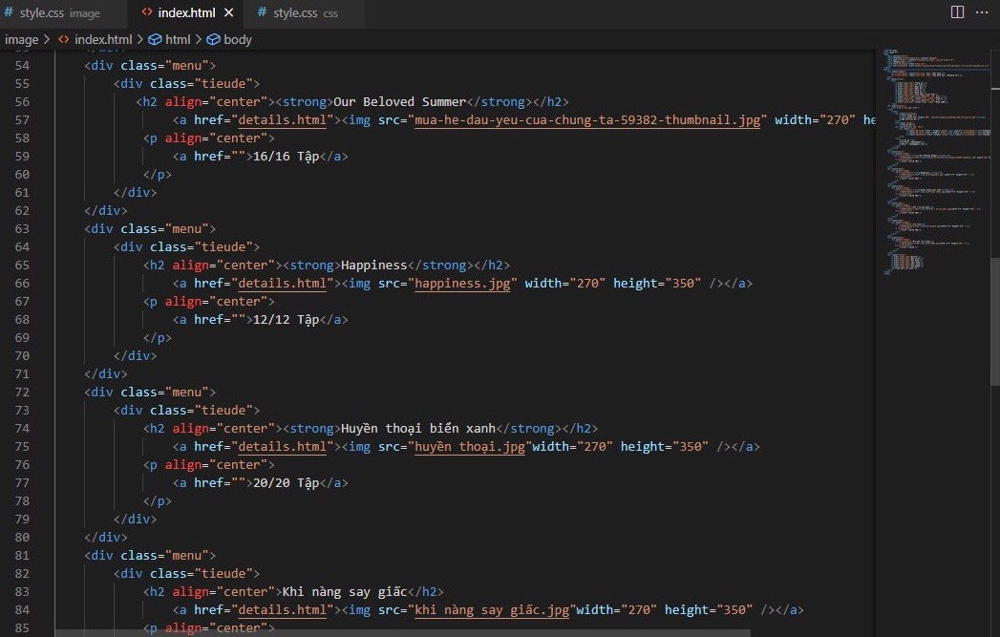 # style.css image <> index.html × # style.css css
image > <> index.html > html > body
54 <div class="menu">
55 <div class="tieude">
56 <h2 align="center"><strong>Our Beloved Summer</strong></h2>
57 <a href="details.html"><img src="mua-he-dau-yeu-cua-chung-ta-59382-thumbnail.jpg" width="270" he
58 <p align="center">
59 <a href="">16/16 Tập</a>
60 </p>
61 </div>
62 </div>
63 <div class="menu">
64 <div class="tieude">
65 <h2 align="center"><strong>Happiness</strong></h2>
66 <a href="details.html"><img src="happiness.jpg" width="270" height="350" /></a>
67 <p align="center">
68 <a href="">12/12 Tập</a>
69 </p>
70 </div>
71 </div>
72 <div class="menu">
73 <div class="tieude">
74 <h2 align="center"><strong>Huyền thoại biển xanh</strong></h2>
75 <a href="details.html"><img src="huyền thoại.jpg"width="270" height="350" /></a>
76 <p align="center">
77 <a href="">20/20 Tập</a>
78 </p>
79 </div>
80 </div>
81 <div class="menu">
82 <div class="tieude">
83 <h2 align="center">Khi nàng say giấc</h2>
84 <a href="details.html"><img src="khi nàng say giấc.jpg"width="270" height="350" /></a>
85 <p align="center">